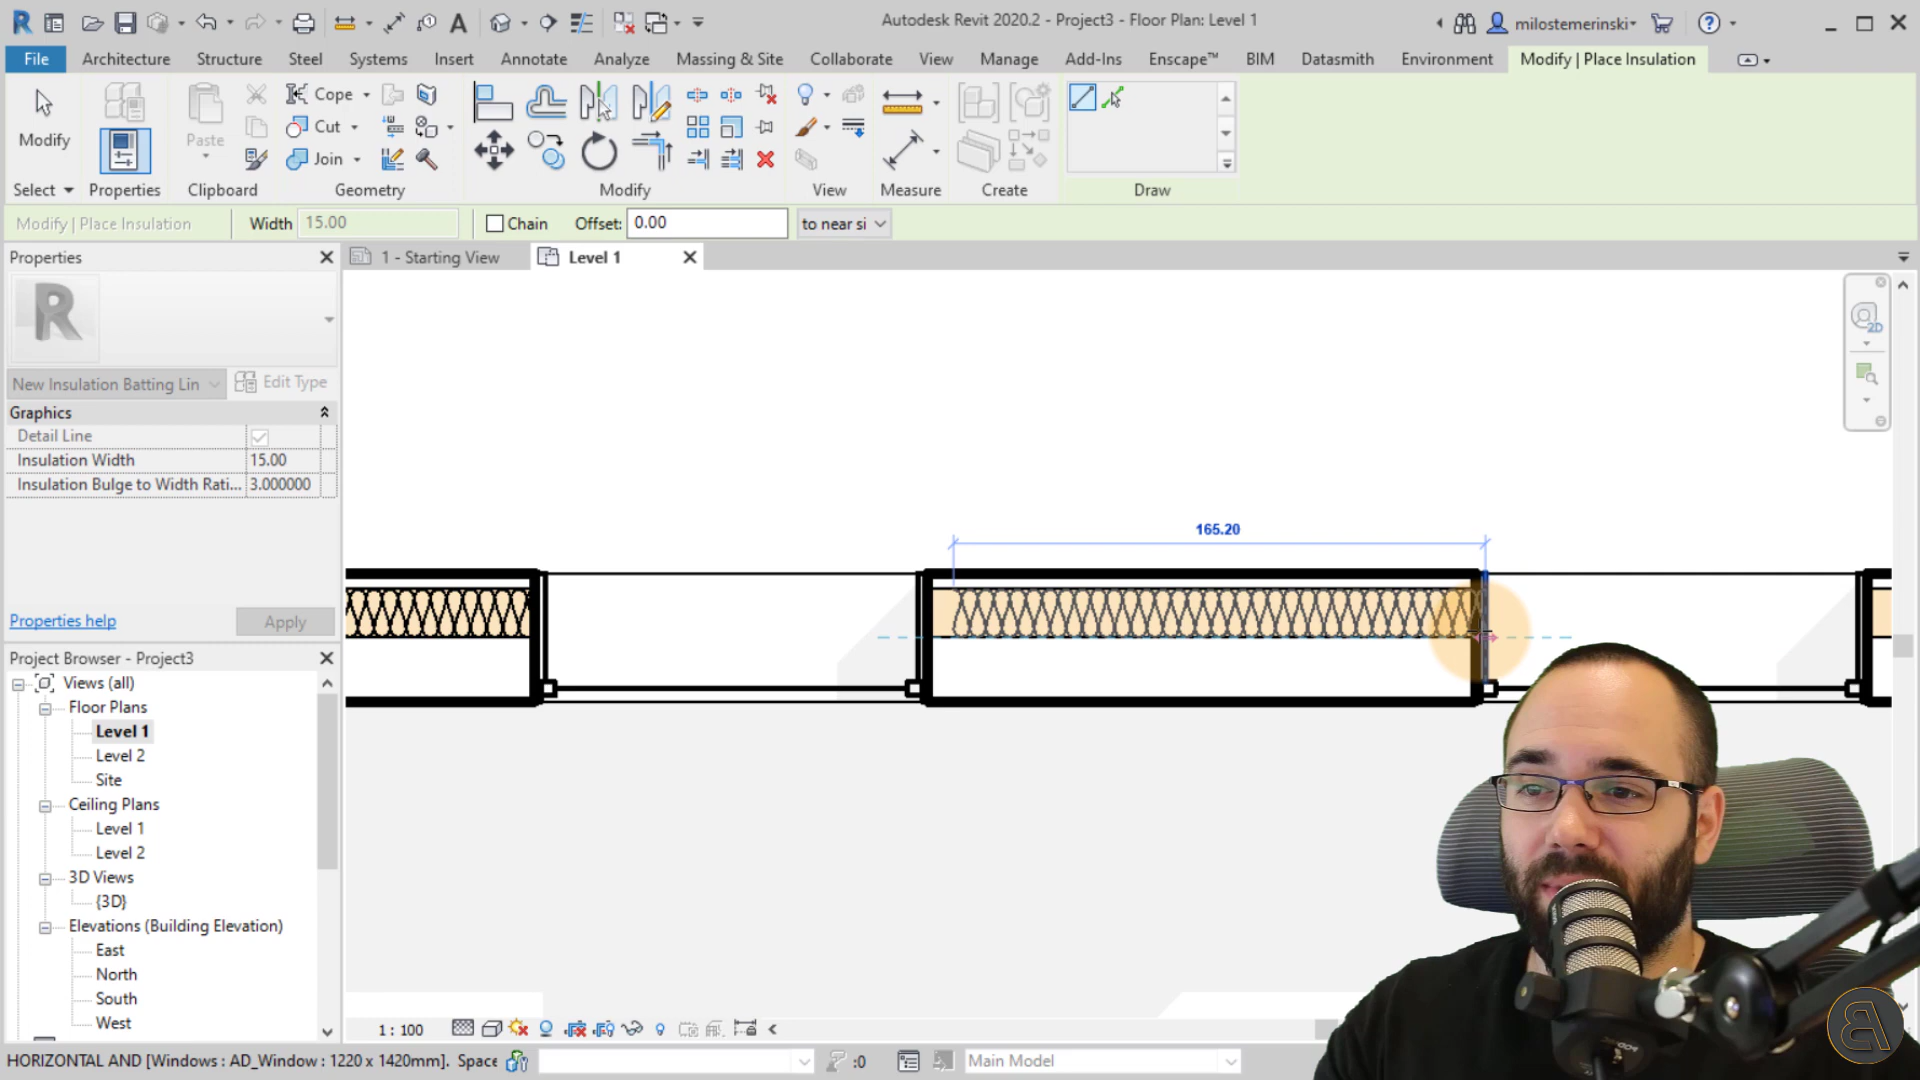 Autodesk Revit 2020.2 - Project3 - Floor Plan: Level 1
milostemerinski
File Architecture Structure Steel Systems Insert Annotate Analyze Massing & Site Collaborate View Manage Add-Ins Enscape™ BIM Datasmith Environment Modify | Place Insulation
Cope
Cut
Join
Modify
Paste
Select Properties Clipboard Geometry Modify View Measure Create Draw
Modify | Place Insulation Width 15.00 Chain Offset: 0.00 to near si
Properties
1 - Starting View
Level 1
R
New Insulation Batting Lin
Edit Type
Graphics
Detail Line
Insulation Width 15.00
Insulation Bulge to Width Rati... 3.000000
Properties help
Apply
165.20
2D
Project Browser - Project3
Views (all)
Floor Plans
Level 1
Level 2
Site
Ceiling Plans
Level 1
Level 2
3D Views
{3D}
Elevations (Building Elevation)
East
North
South
West
1 : 100
HORIZONTAL AND [Windows : AD_Window : 1220 x 1420mm]. Space
:0
Main Model